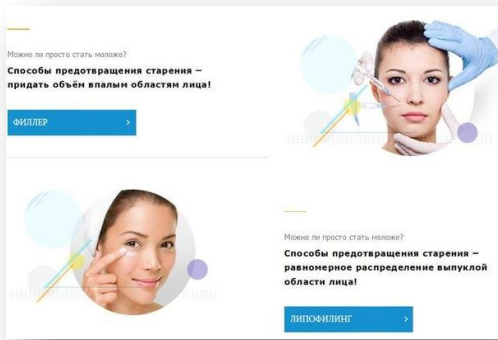 Можно ли просто стать моложе?
Способы предотвращения старения –
придать объём впалым областям лица!
ФИЛЛЕР >
Можно ли просто стать моложе?
Способы предотвращения старения –
равномерное распределение выпуклой
области лица!
ЛИПОФИЛИНГ >